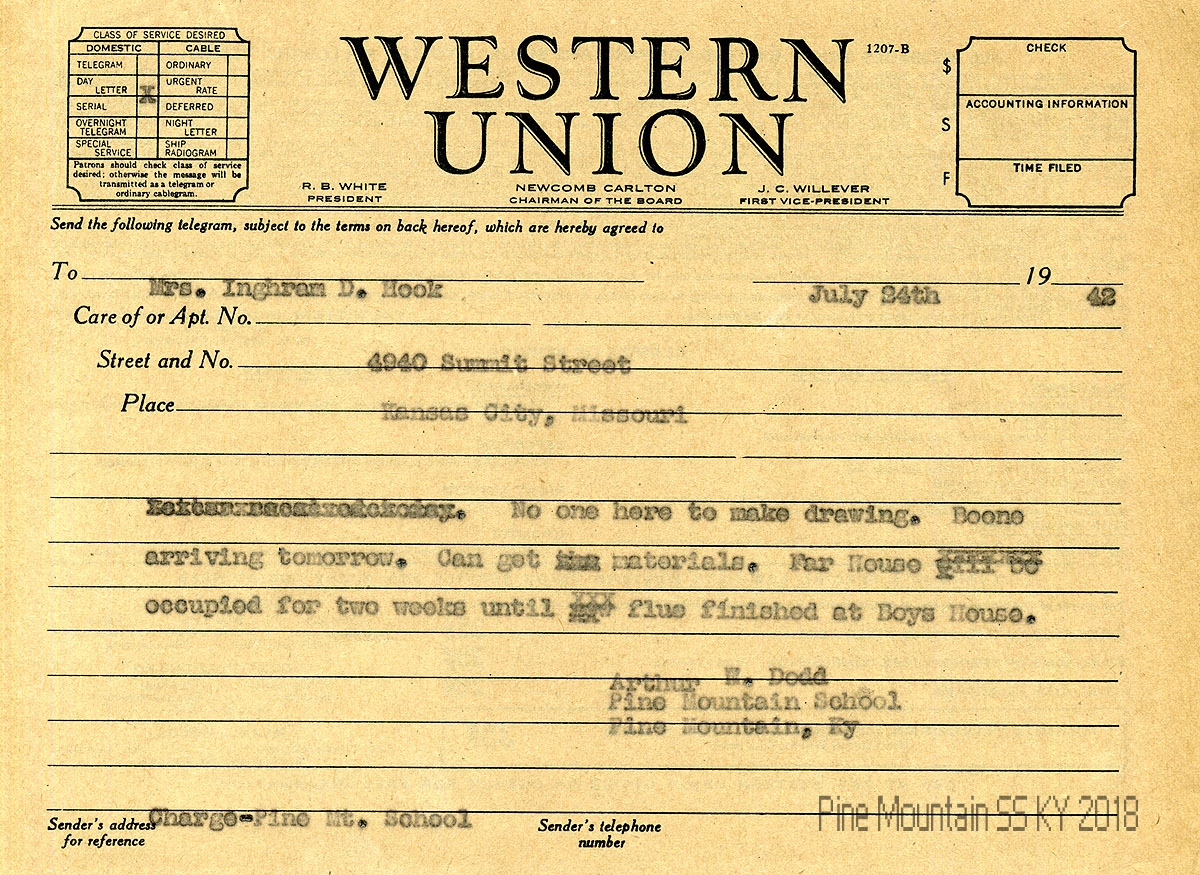 CLASS OF SERVICE DESIRED
DOMESTIC CABLE
TELEGRAM ORDINARY
DAY LETTER X URGENT RATE
SERIAL DEFERRED
OVERNIGHT TELEGRAM NIGHT LETTER
SPECIAL SERVICE SHIP RADIOGRAM
Patrons should check class of service
desired; otherwise the message will be
transmitted as a telegram or
ordinary cablegram.
WESTERN
UNION
1207-B
R. B. WHITE
PRESIDENT
NEWCOMB CARLTON
CHAIRMAN OF THE BOARD
J. C. WILLEVER
FIRST VICE-PRESIDENT
$ CHECK
S ACCOUNTING INFORMATION
F TIME FILED
Send the following telegram, subject to the terms on back hereof, which are hereby agreed to
To Mrs. Inghram D. Hook July 24th 19 42
Care of or Apt. No.
Street and No. 4940 Summit Street
Place Kansas City, Missouri
No one here to make drawing. Boone
arriving tomorrow. Can get the materials. Far House will be
occupied for two weeks until flue finished at Boys House.
Arthur W. Dodd
Pine Mountain School
Pine Mountain, Ky
Charge-Pine Mt. School
Sender's address
for reference
Sender's telephone
number
Pine Mountain SS KY 2018